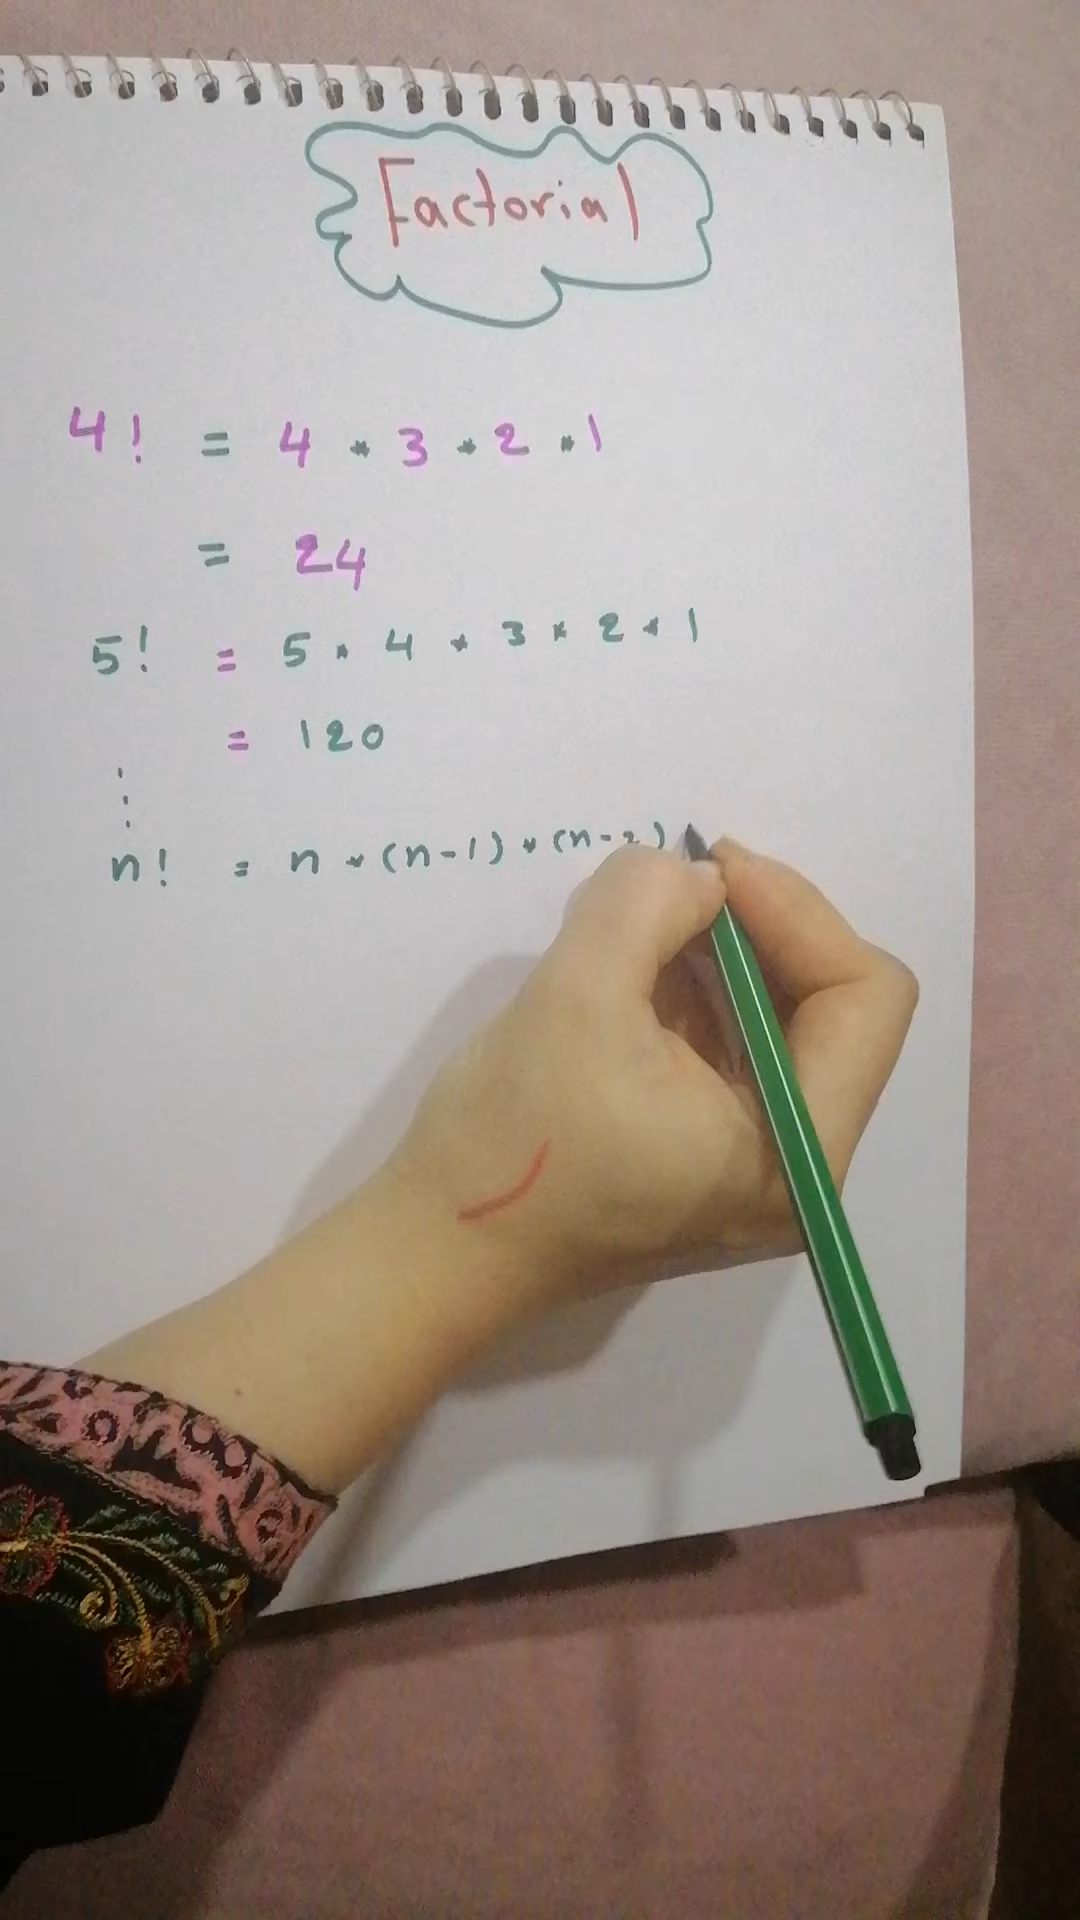 Factorial
4! = 4 * 3 * 2 * 1
= 24
5! = 5 * 4 * 3 * 2 * 1
= 120
⋮
n! = n * (n-1) * (n-2)